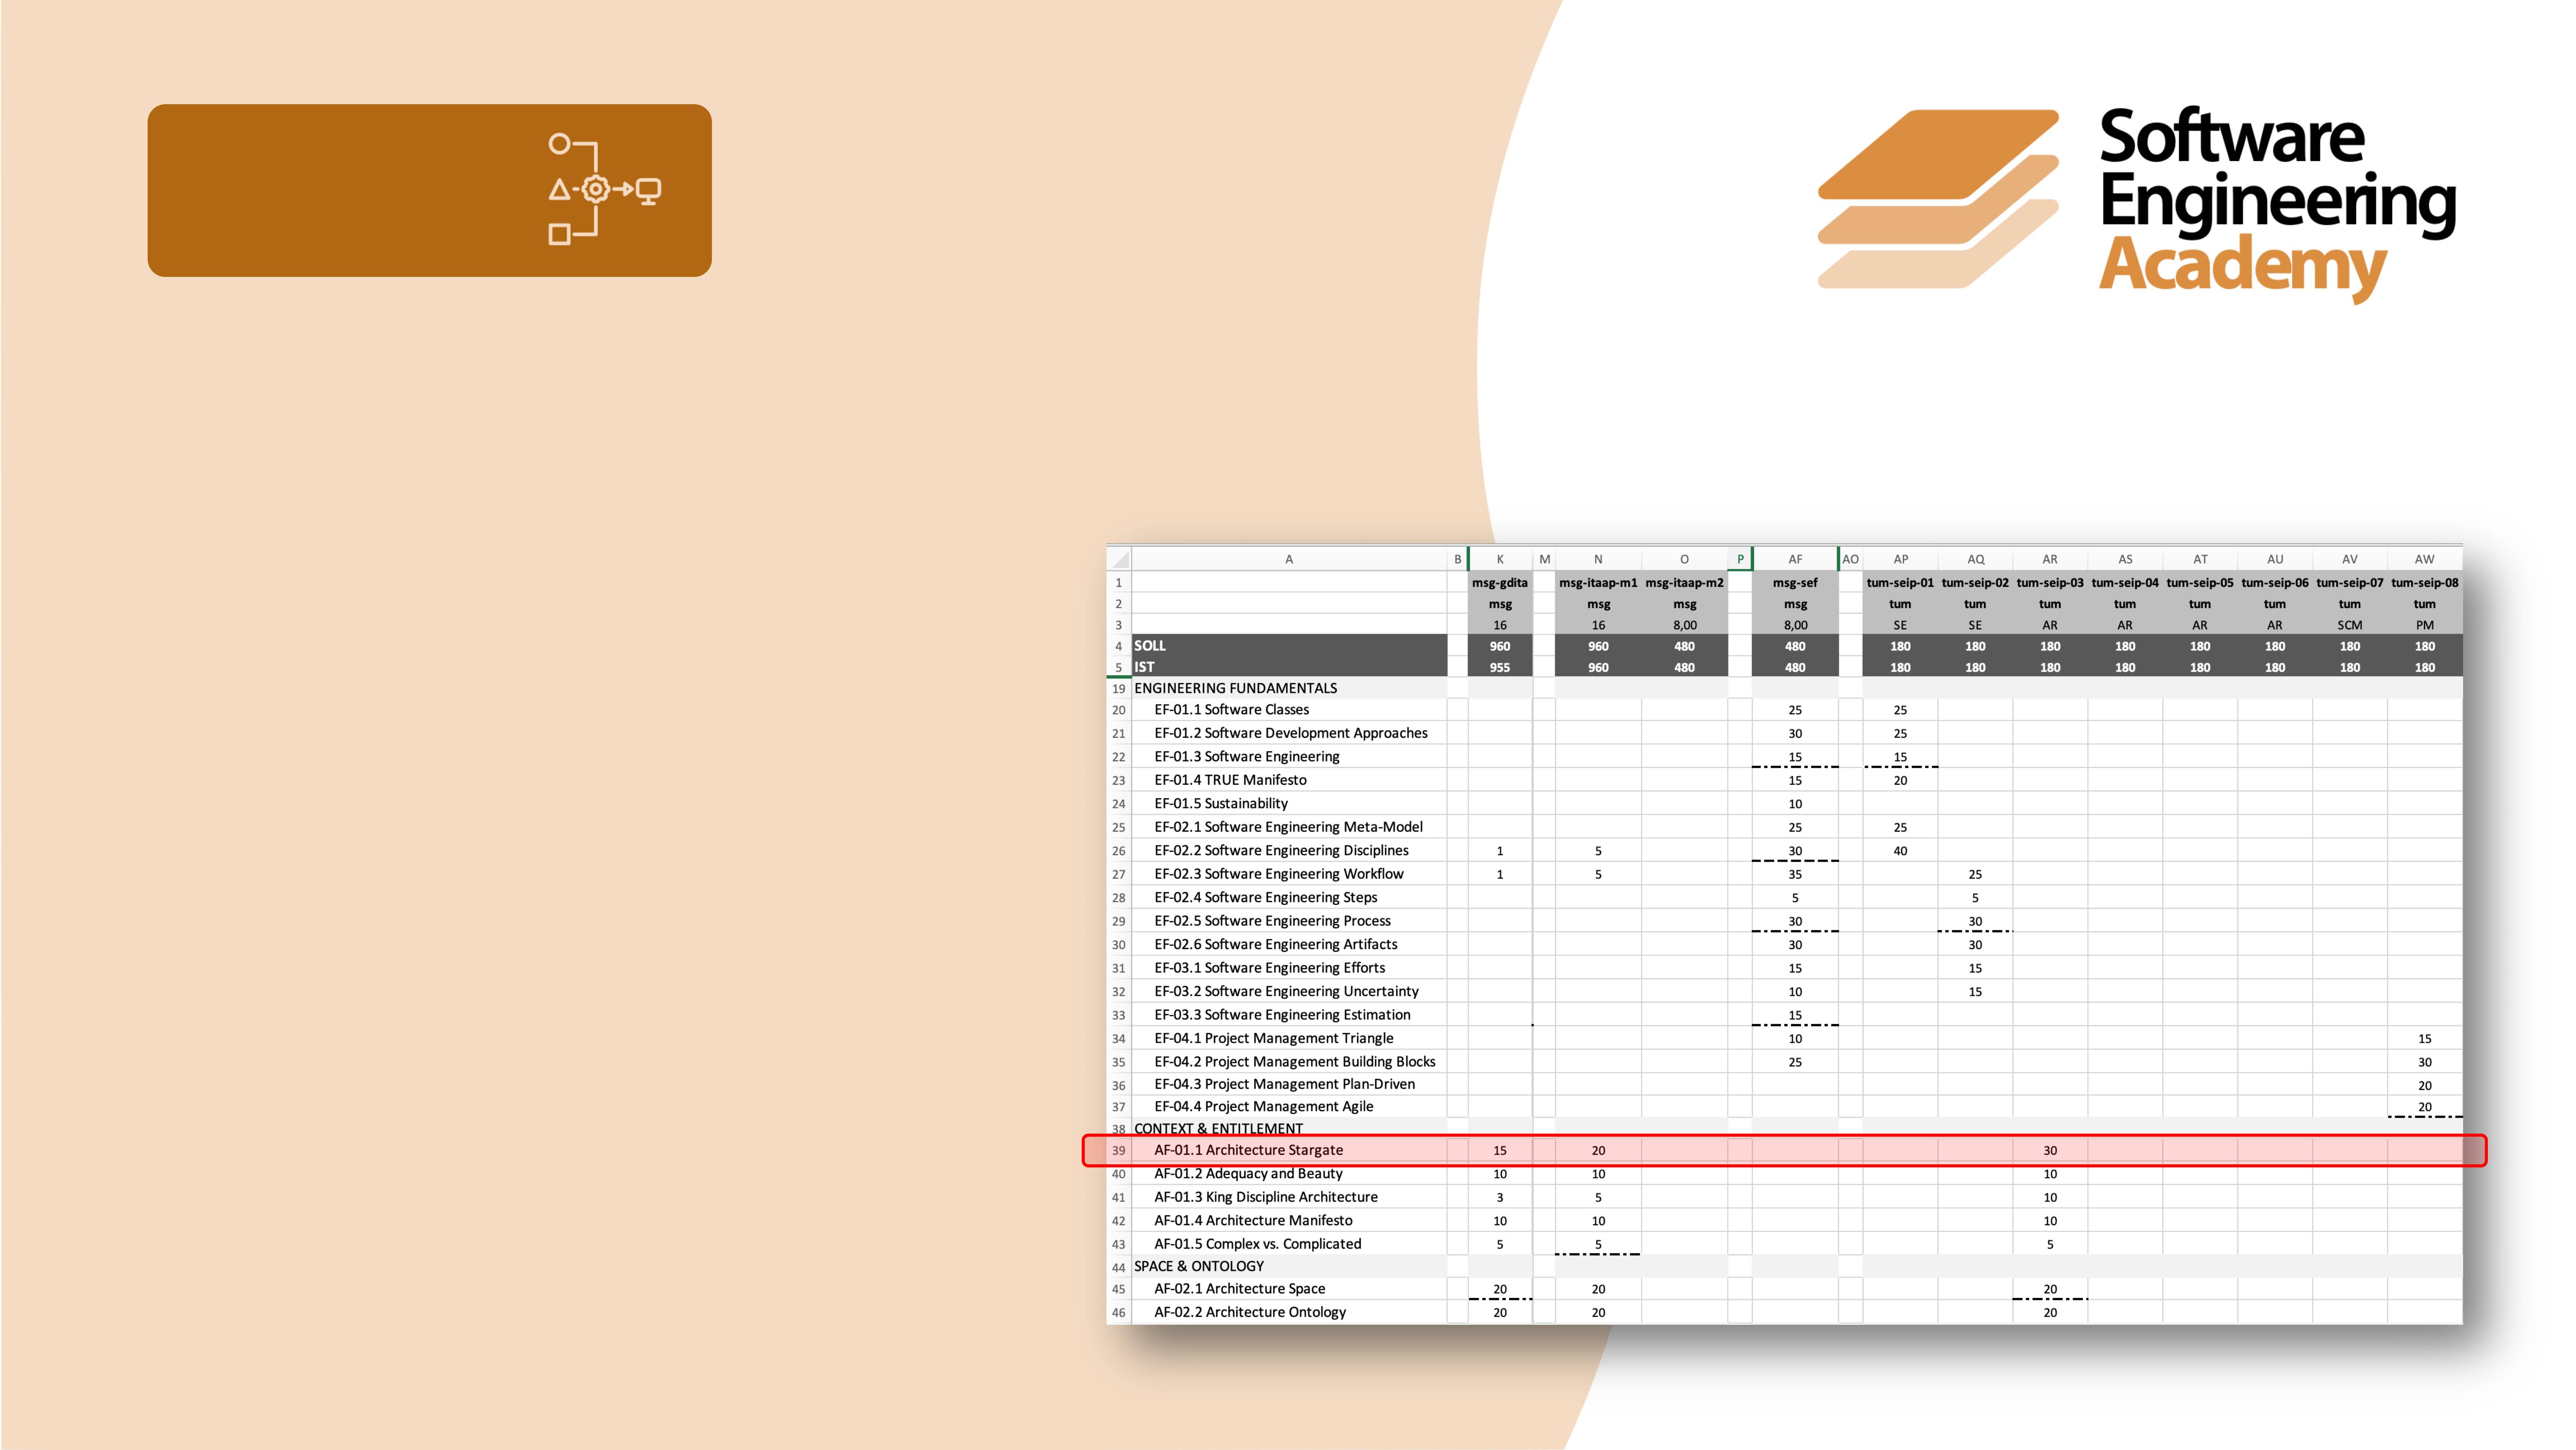 Software
Engineering
Academy
A B K M N O P AF AO AP AQ AR AS AT AU AV AW
1 msg-gdita msg-itaap-m1 msg-itaap-m2 msg-sef tum-seip-01 tum-seip-02 tum-seip-03 tum-seip-04 tum-seip-05 tum-seip-06 tum-seip-07 tum-seip-08
2 msg msg msg msg tum tum tum tum tum tum tum tum
3 16 16 8,00 8,00 SE SE AR AR AR AR SCM PM
4 SOLL 960 960 480 480 180 180 180 180 180 180 180 180
5 IST 955 960 480 480 180 180 180 180 180 180 180 180
19 ENGINEERING FUNDAMENTALS
20 EF-01.1 Software Classes 25 25
21 EF-01.2 Software Development Approaches 30 25
22 EF-01.3 Software Engineering 15 15
23 EF-01.4 TRUE Manifesto 15 20
24 EF-01.5 Sustainability 10
25 EF-02.1 Software Engineering Meta-Model 25 25
26 EF-02.2 Software Engineering Disciplines 1 5 30 40
27 EF-02.3 Software Engineering Workflow 1 5 35 25
28 EF-02.4 Software Engineering Steps 5 5
29 EF-02.5 Software Engineering Process 30 30
30 EF-02.6 Software Engineering Artifacts 30 30
31 EF-03.1 Software Engineering Efforts 15 15
32 EF-03.2 Software Engineering Uncertainty 10 15
33 EF-03.3 Software Engineering Estimation 15
34 EF-04.1 Project Management Triangle 10 15
35 EF-04.2 Project Management Building Blocks 25 30
36 EF-04.3 Project Management Plan-Driven 20
37 EF-04.4 Project Management Agile 20
38 CONTEXT & ENTITLEMENT
39 AF-01.1 Architecture Stargate 15 20 30
40 AF-01.2 Adequacy and Beauty 10 10 10
41 AF-01.3 King Discipline Architecture 3 5 10
42 AF-01.4 Architecture Manifesto 10 10 10
43 AF-01.5 Complex vs. Complicated 5 5 5
44 SPACE & ONTOLOGY
45 AF-02.1 Architecture Space 20 20 20
46 AF-02.2 Architecture Ontology 20 20 20